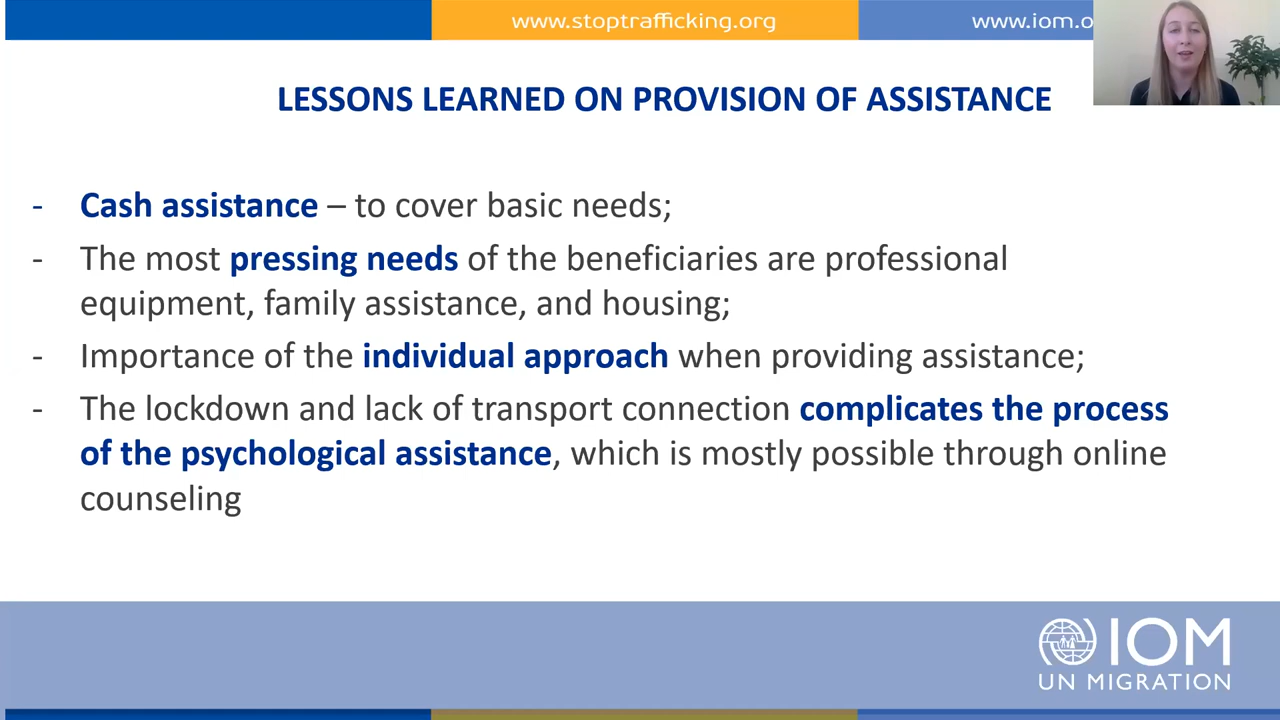 www.stoptrafficking.org
www.iom.o
LESSONS LEARNED ON PROVISION OF ASSISTANCE
- Cash assistance – to cover basic needs;
- The most pressing needs of the beneficiaries are professional
equipment, family assistance, and housing;
- Importance of the individual approach when providing assistance;
- The lockdown and lack of transport connection complicates the process
of the psychological assistance, which is mostly possible through online
counseling
IOM
UN MIGRATION